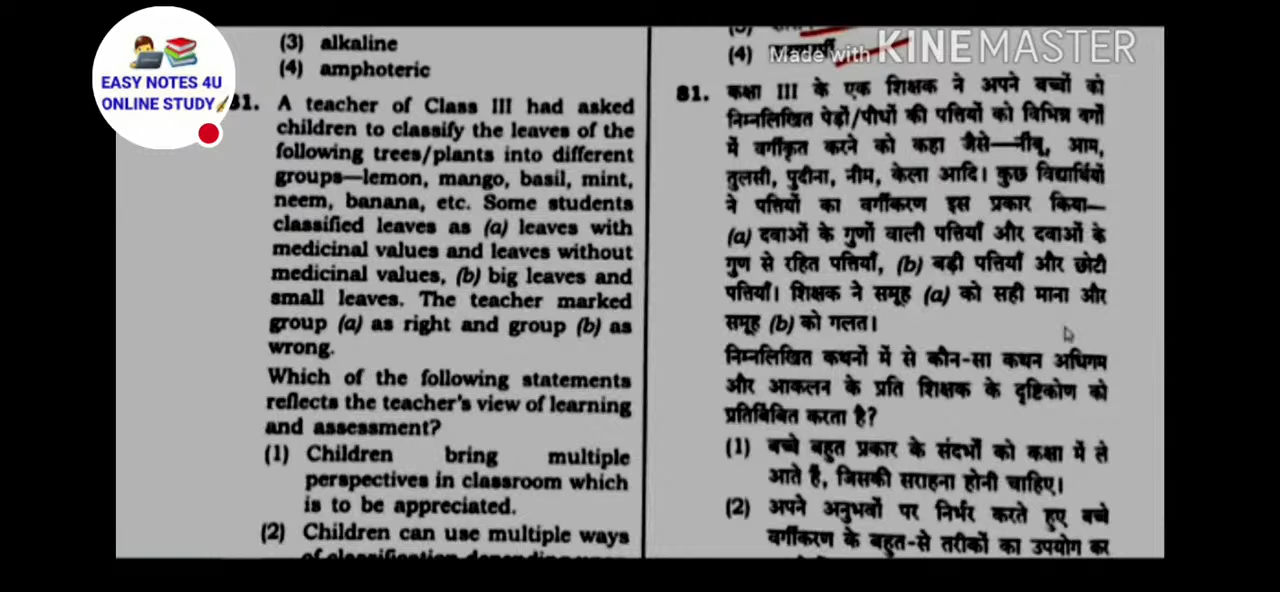 EASY NOTES 4U
ONLINE STUDY
Made with KINEMASTER
(3) alkaline
(4) amphoteric
31. A teacher of Class III had asked
children to classify the leaves of the
following trees/plants into different
groups—lemon, mango, basil, mint,
neem, banana, etc. Some students
classified leaves as (a) leaves with
medicinal values and leaves without
medicinal values, (b) big leaves and
small leaves. The teacher marked
group (a) as right and group (b) as
wrong.
Which of the following statements
reflects the teacher's view of learning
and assessment?
(1) Children bring multiple
perspectives in classroom which
is to be appreciated.
(2) Children can use multiple ways
of classification depending upon
(4)
81. कक्षा III के एक शिक्षक ने अपने बच्चों को
निम्नलिखित पेड़ों/पौधों की पत्तियों को विभिन्न वर्गों
में वर्गीकृत करने को कहा जैसे—नींबू, आम,
तुलसी, पुदीना, नीम, केला आदि। कुछ विद्यार्थियों
ने पत्तियों का वर्गीकरण इस प्रकार किया—
(a) दवाओं के गुणों वाली पत्तियाँ और दवाओं के
गुण से रहित पत्तियाँ, (b) बड़ी पत्तियाँ और छोटी
पत्तियाँ। शिक्षक ने समूह (a) को सही माना और
समूह (b) को गलत।
निम्नलिखित कथनों में से कौन-सा कथन अधिगम
और आकलन के प्रति शिक्षक के दृष्टिकोण को
प्रतिबिंबित करता है?
(1) बच्चे बहुत प्रकार के संदर्भों को कक्षा में ले
आते हैं, जिसकी सराहना होनी चाहिए।
(2) अपने अनुभवों पर निर्भर करते हुए बच्चे
वर्गीकरण के बहुत-से तरीकों का उपयोग कर